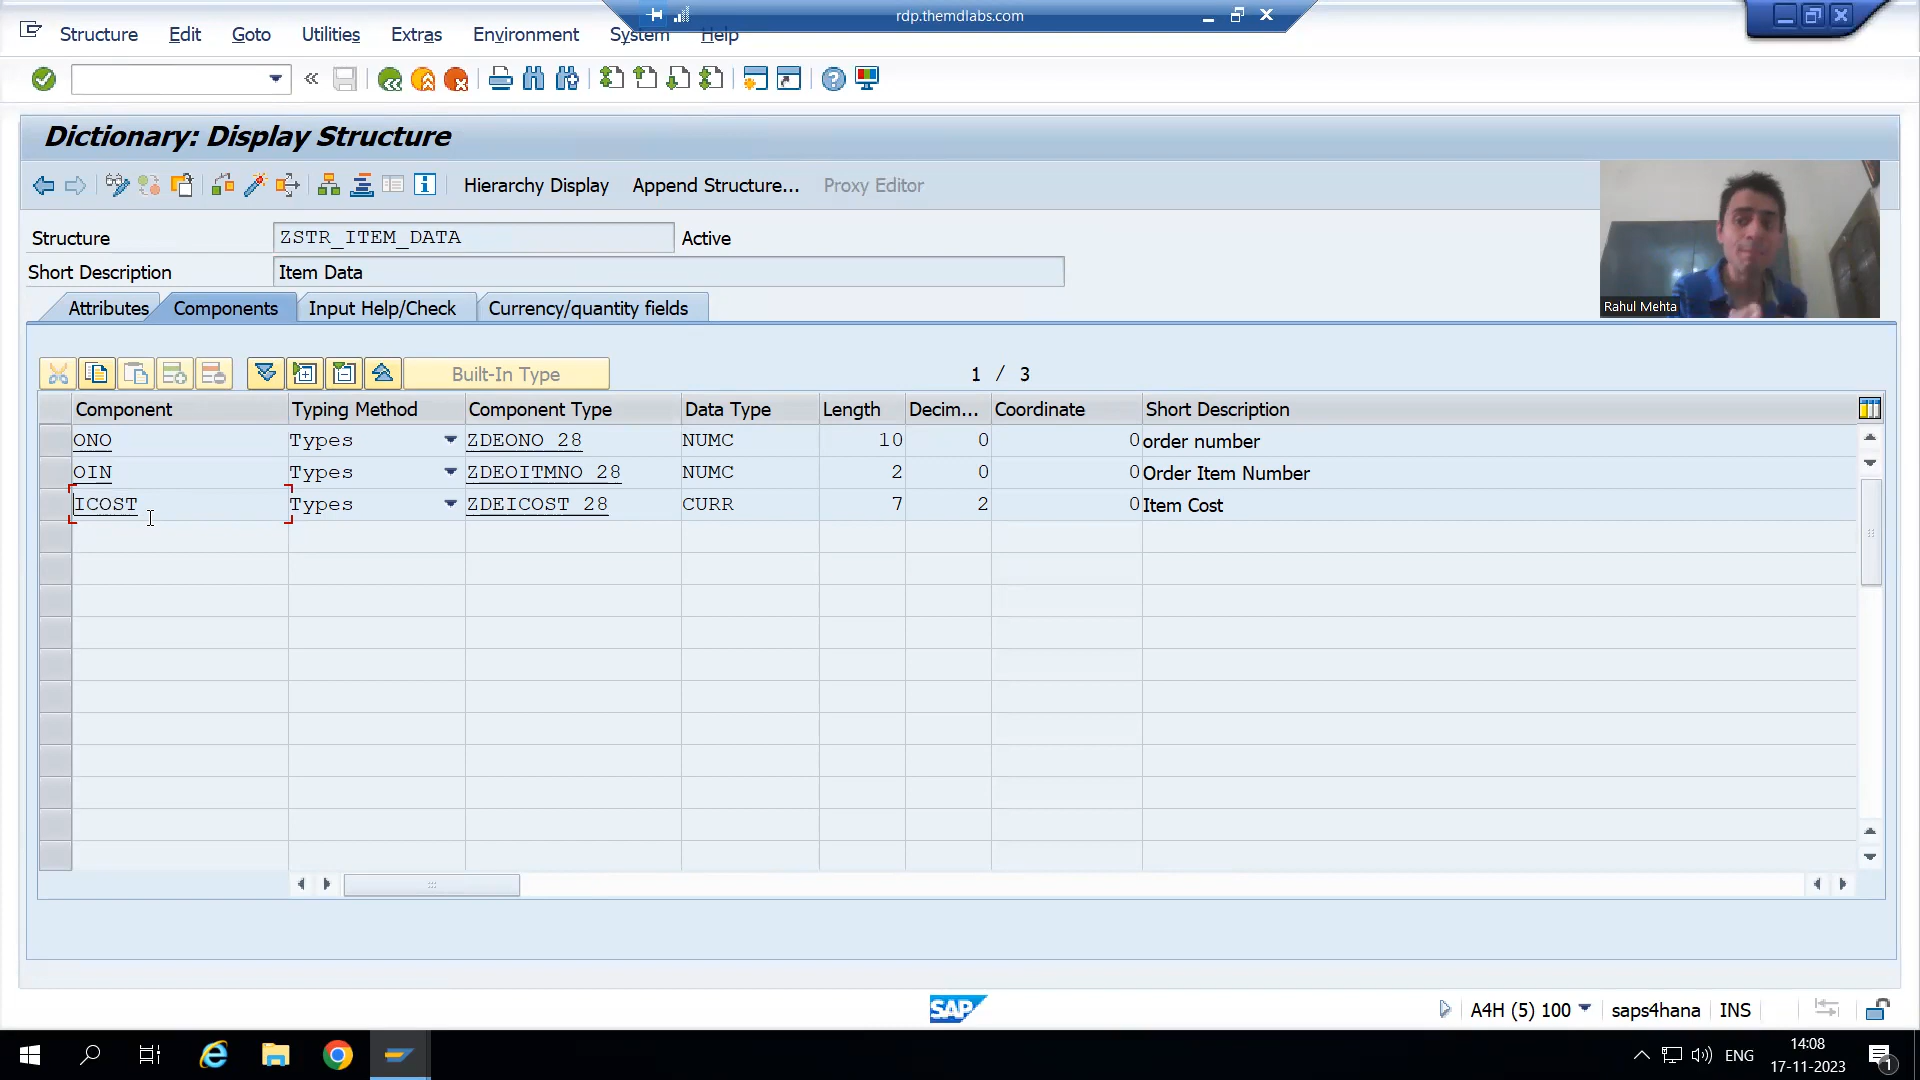 rdp.themdlabs.com
Structure Edit Goto Utilities Extras Environment System Help
Dictionary: Display Structure
Hierarchy Display Append Structure... Proxy Editor
Structure ZSTR_ITEM_DATA Active
Short Description Item Data
Attributes Components Input Help/Check Currency/quantity fields
Rahul Mehta
Built-In Type 1 / 3
Component Typing Method Component Type Data Type Length Decim... Coordinate Short Description
ONO Types ZDEONO_28 NUMC 10 0 0 order number
OIN Types ZDEOITMNO_28 NUMC 2 0 0 Order Item Number
ICOST Types ZDEICOST_28 CURR 7 2 0 Item Cost
SAP
A4H (5) 100 saps4hana INS
ENG
14:08
17-11-2023
1